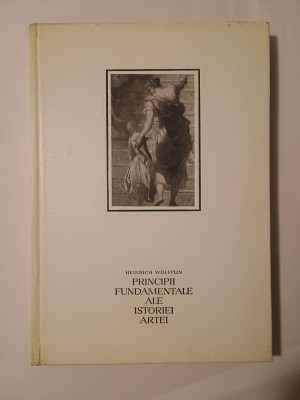 HEINRICH WÖLFFLIN
PRINCIPII
FUNDAMENTALE
ALE
ISTORIEI
ARTEI